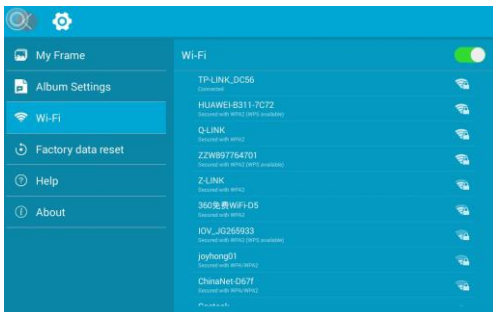 My Frame
Album Settings
Wi-Fi
Factory data reset
Help
About
Wi-Fi
TP-LINK_DC56
Connected
HUAWEI-B311-7C72
Secured with WPA2 (WPS available)
Q-LINK
Secured with WPA2
ZZW897764701
Secured with WPA2 (WPS available)
Z-LINK
Secured with WPA2
360免费WiFi-D5
Secured with WPA2
IOV_JG265933
Secured with WPA2 (WPS available)
joyhong01
Secured with WPA/WPA2
ChinaNet-D67f
Secured with WPA/WPA2